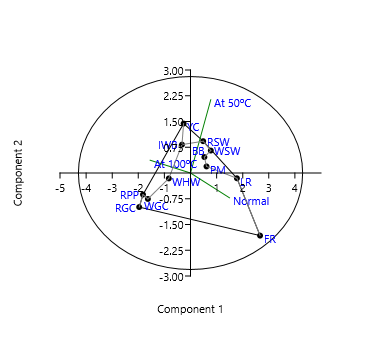 3.00
2.25
At 50ºC
1.50
YC
IWB
RSW
0.75
BB
WSW
At 100ºC
PM
WHW
LR
-5
-4
-3
-2
-1
1
2
3
4
RPP
-0.75
Normal
RGC
WGC
-1.50
FR
-2.25
-3.00
Component 2
Component 1